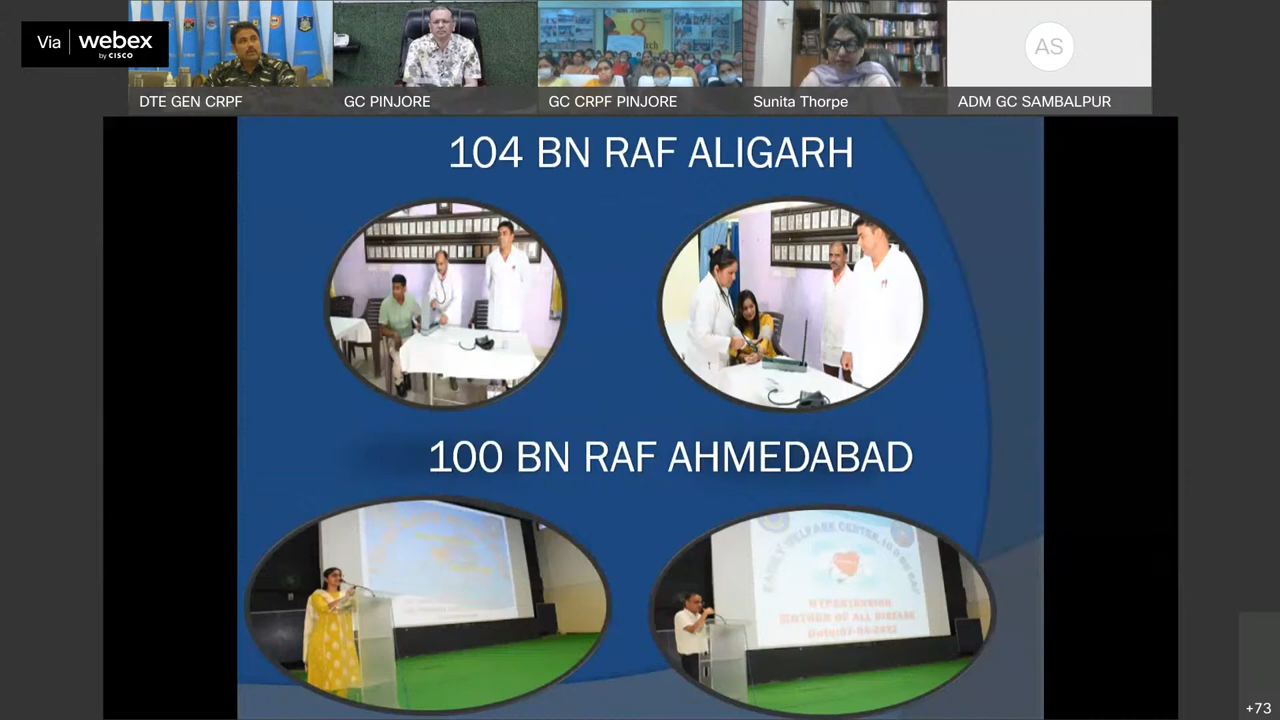 Via webex
by CISCO
DTE GEN CRPF
GC PINJORE
GC CRPF PINJORE
Sunita Thorpe
AS
ADM GC SAMBALPUR
104 BN RAF ALIGARH
100 BN RAF AHMEDABAD
FAMILY WELFARE CENTER,
HYPERTENSION
MOTHER OF ALL DISEASE
+73